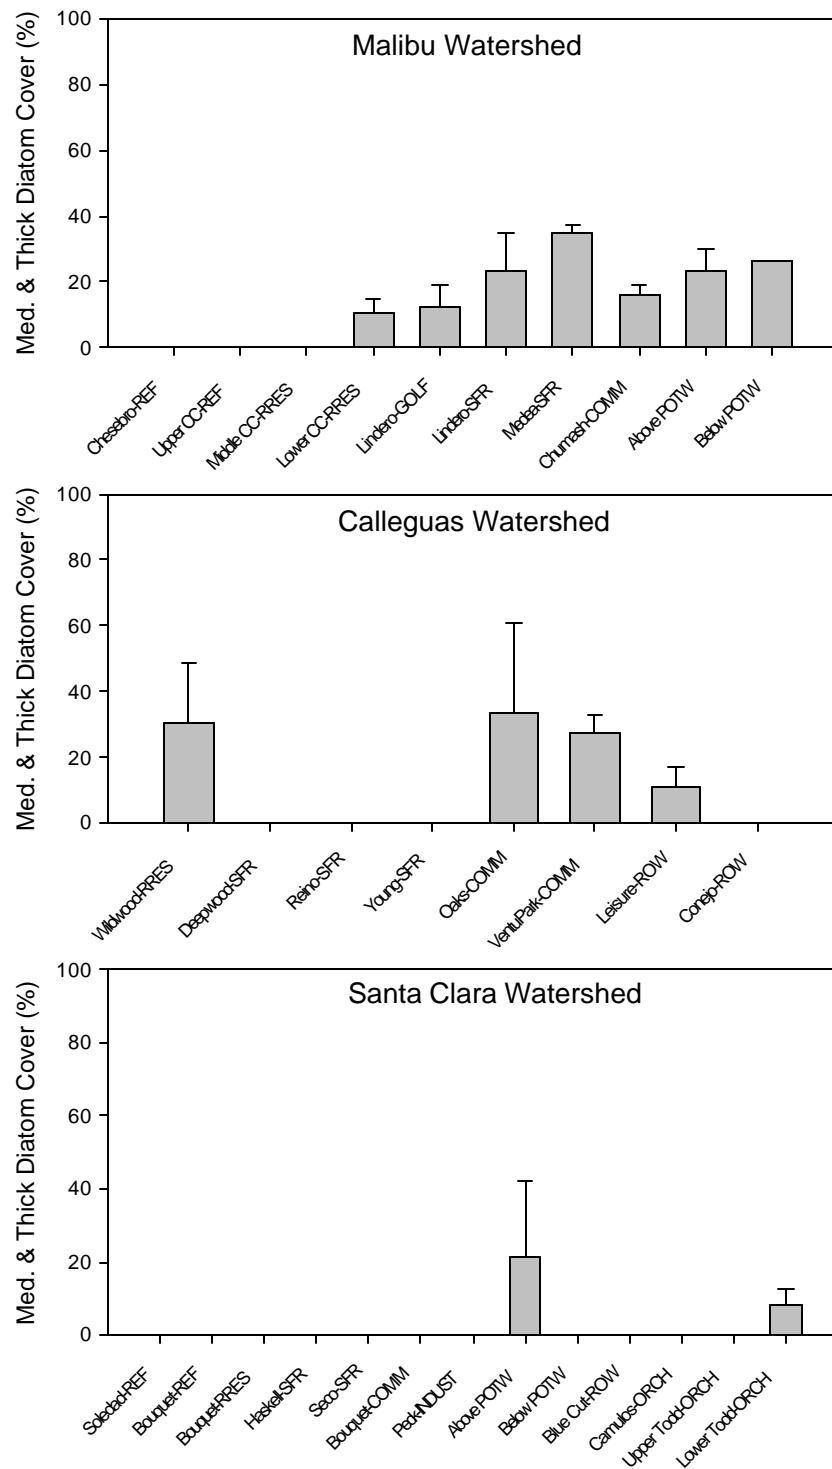 Malibu Watershed
Med. & Thick Diatom Cover (%)
100
80
60
40
20
0
Chesebro-REF
Upper CC-REF
Middle CC-RRES
Lower CC-RRES
Lindero-GOLF
Lindero-SFR
Medea-SFR
Chumash-COMM
Above POTW
Below POTW
Calleguas Watershed
Med. & Thick Diatom Cover (%)
100
80
60
40
20
0
Wildwood-RRES
Deepwood-SFR
Reino-SFR
Young-SFR
Oaks-COMM
VentuPark-COMM
Leisure-ROW
Conejo-ROW
Santa Clara Watershed
Med. & Thick Diatom Cover (%)
100
80
60
40
20
0
Soledad-REF
Bouquet-REF
Bouquet-RRES
Haskell-SFR
Seco-SFR
Bouquet-COMM
Peck-INDUST
Above POTW
Below POTW
Blue Cut-ROW
Camulos-ORCH
Upper Todd-ORCH
Lower Todd-ORCH